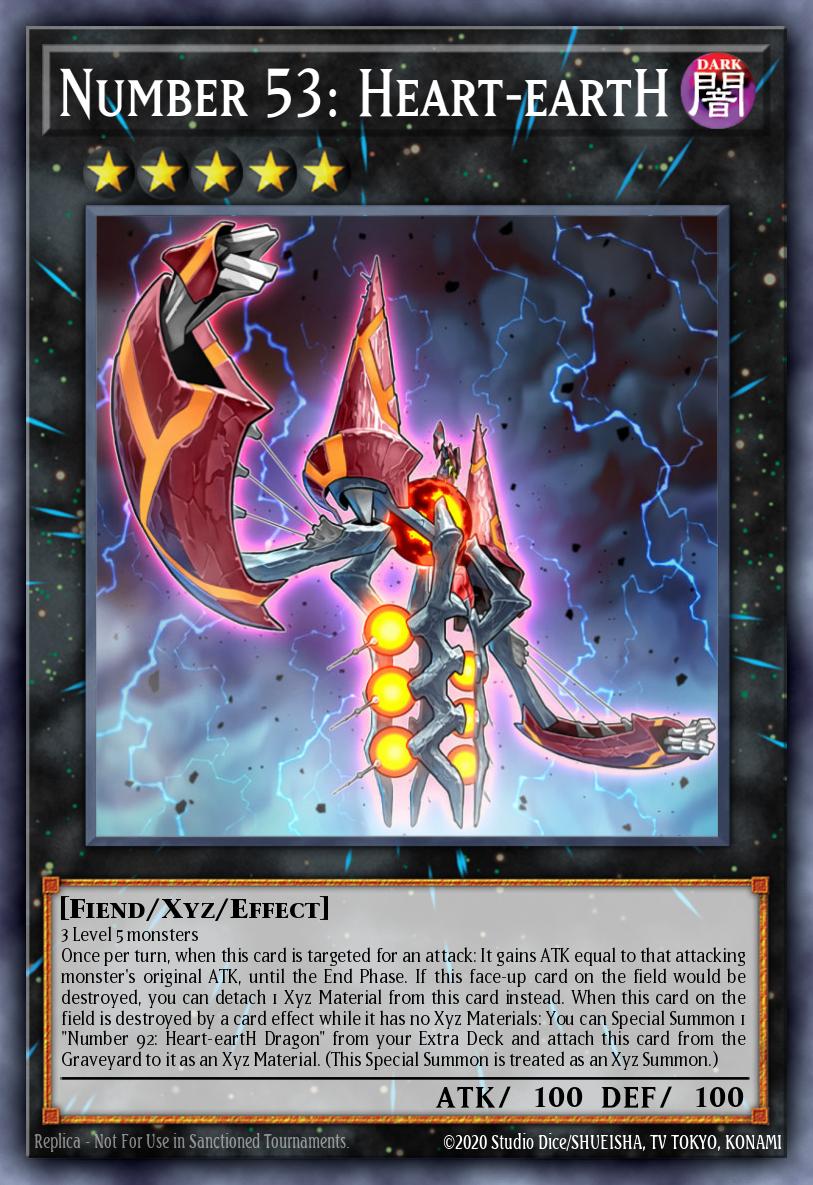 Number 53: Heart-eartH
DARK
闇
[Fiend/Xyz/Effect]
3 Level 5 monsters
Once per turn, when this card is targeted for an attack: It gains ATK equal to that attacking
monster's original ATK, until the End Phase. If this face-up card on the field would be
destroyed, you can detach 1 Xyz Material from this card instead. When this card on the
field is destroyed by a card effect while it has no Xyz Materials: You can Special Summon 1
"Number 92: Heart-eartH Dragon" from your Extra Deck and attach this card from the
Graveyard to it as an Xyz Material. (This Special Summon is treated as an Xyz Summon.)
ATK/ 100 DEF/ 100
Replica - Not For Use in Sanctioned Tournaments.
©2020 Studio Dice/SHUEISHA, TV TOKYO, KONAMI